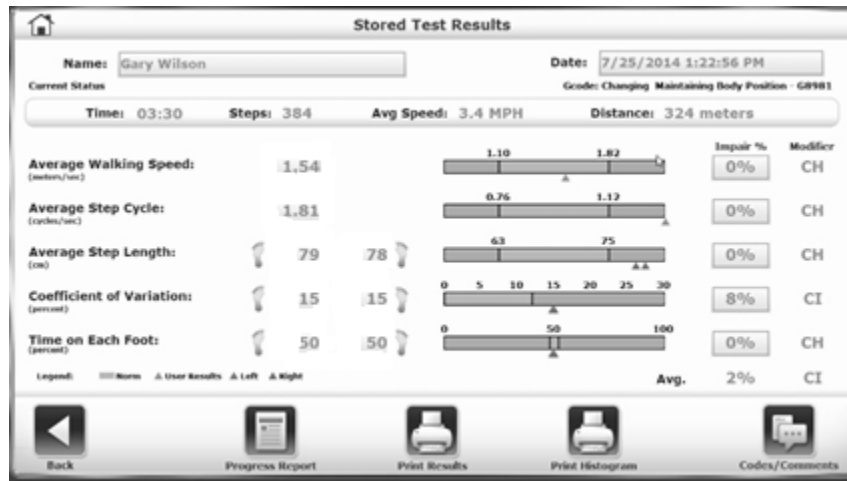 Stored Test Results
Name: Gary Wilson Date: 7/25/2014 1:22:56 PM
Current Status Gcode: Changing Maintaining Body Position - G8981
Time: 03:30 Steps: 384 Avg Speed: 3.4 MPH Distance: 324 meters
Impair % Modifier
1.10 1.82
Average Walking Speed: 1.54 0% CH
(meters/sec)
0.76 1.12
Average Step Cycle: 1.81 0% CH
(cycles/sec)
63 75
Average Step Length: 79 78 0% CH
(cm)
0 5 10 15 20 25 30
Coefficient of Variation: 15 15 8% CI
(percent)
0 50 100
Time on Each Foot: 50 50 0% CH
(percent)
Legend: Norm User Results Left Right Avg. 2% CI
Back Progress Report Print Results Print Histogram Codes/Comments